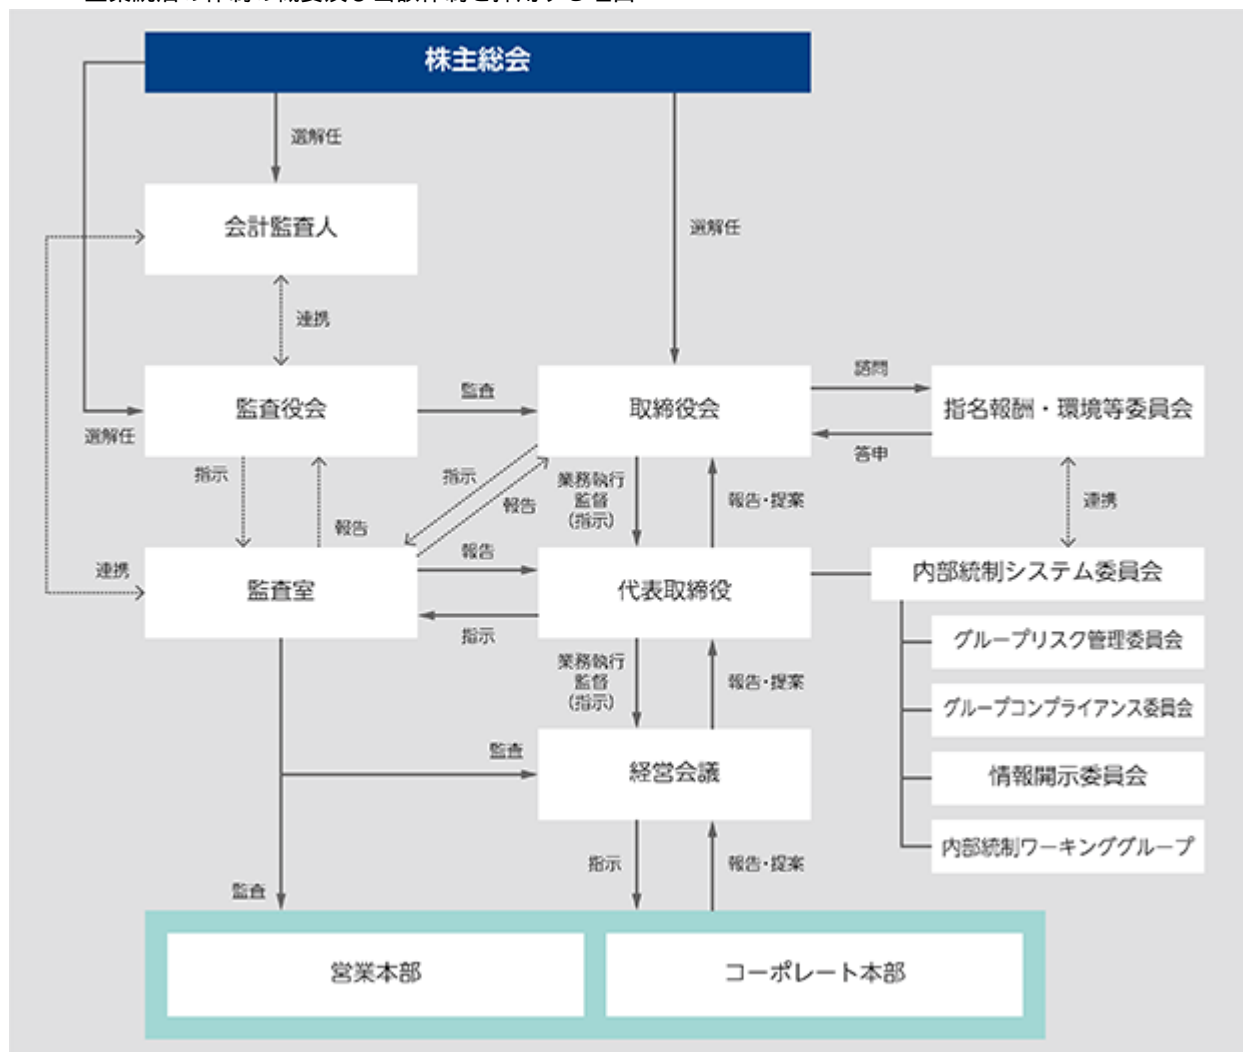 株主総会
選解任
会計監査人
選解任
連携
監査役会
監査
取締役会
諮問
指名報酬・環境等委員会
答申
選解任
指示
報告
指示
報告
業務執行
監督
(指示)
報告・提案
連携
連携
監査室
報告
指示
代表取締役
内部統制システム委員会
グループリスク管理委員会
グループコンプライアンス委員会
情報開示委員会
内部統制ワーキンググループ
業務執行
監督
(指示)
報告・提案
監査
経営会議
監査
指示
報告・提案
営業本部
コーポレート本部